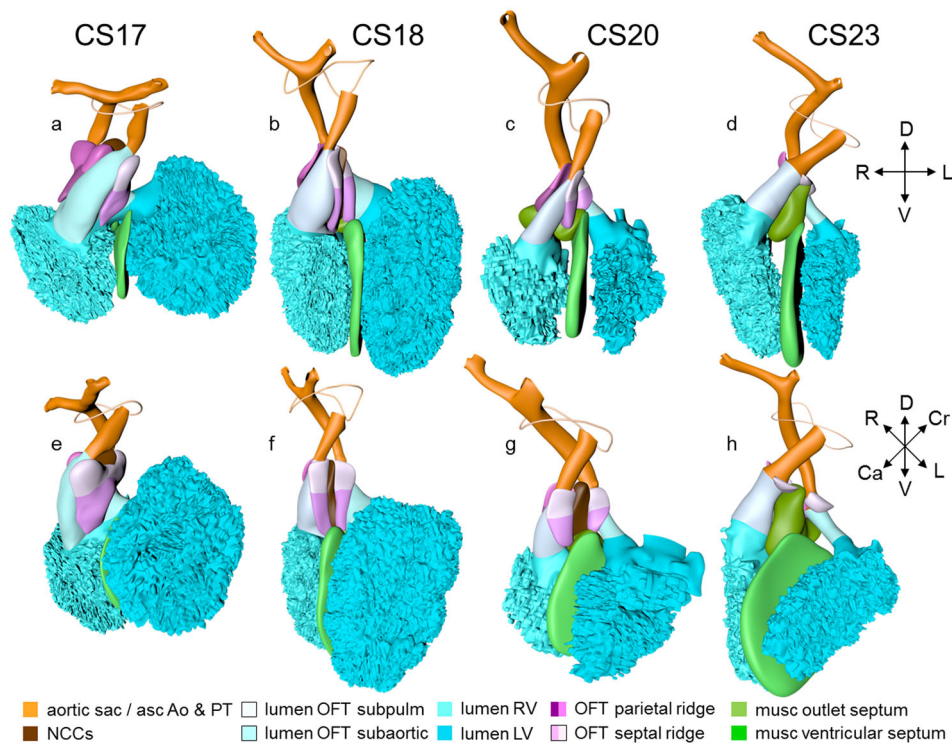 CS17 CS18 CS20 CS23
a b c d
D
R L
V
e f g h
D
R Cr
Ca L
V
aortic sac / asc Ao & PT lumen OFT subpulm lumen RV OFT parietal ridge musc outlet septum
NCCs lumen OFT subaortic lumen LV OFT septal ridge musc ventricular septum